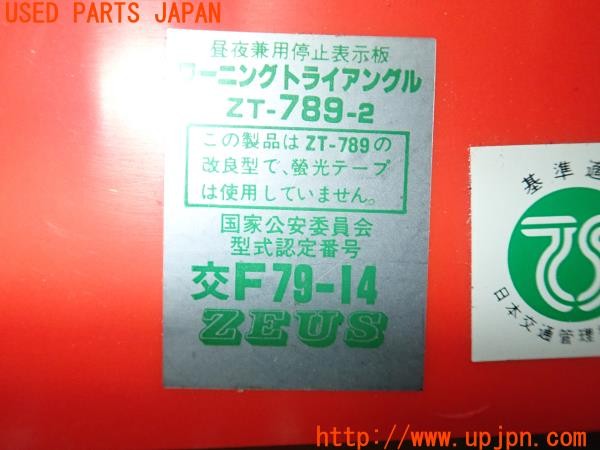 USED PARTS JAPAN
昼夜兼用停止表示板
ワーニングトライアングル
ZT-789-2
この製品はZT-789の
改良型で、螢光テープ
は使用していません。
国家公安委員会
型式認定番号
交F79-14
ZEUS
基準適
TS
日本交通管理
http://www.upjpn.com/